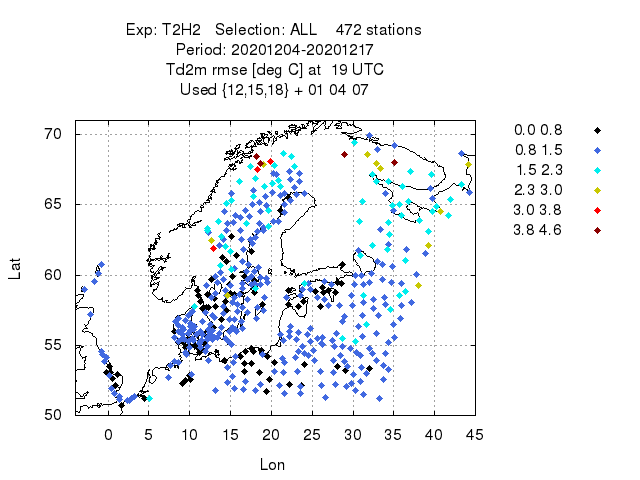 Exp: T2H2 Selection: ALL 472 stations
Period: 20201204-20201217
Td2m rmse [deg C] at 19 UTC
Used {12,15,18} + 01 04 07
0.0 0.8
0.8 1.5
1.5 2.3
2.3 3.0
3.0 3.8
3.8 4.6
Lat
70
65
60
55
50
0 5 10 15 20 25 30 35 40 45
Lon